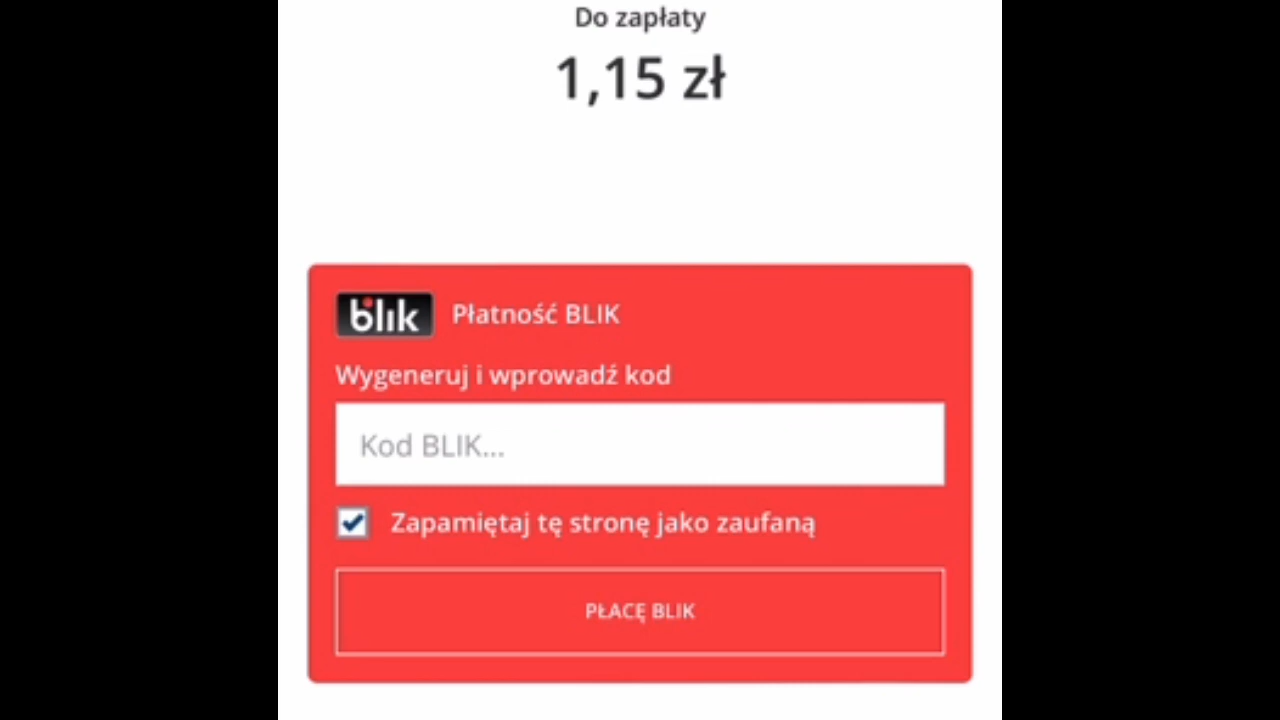 Do zapłaty
1,15 zł
blik Płatność BLIK
Wygeneruj i wprowadź kod
Kod BLIK...
Zapamiętaj tę stronę jako zaufaną
PŁACĘ BLIK